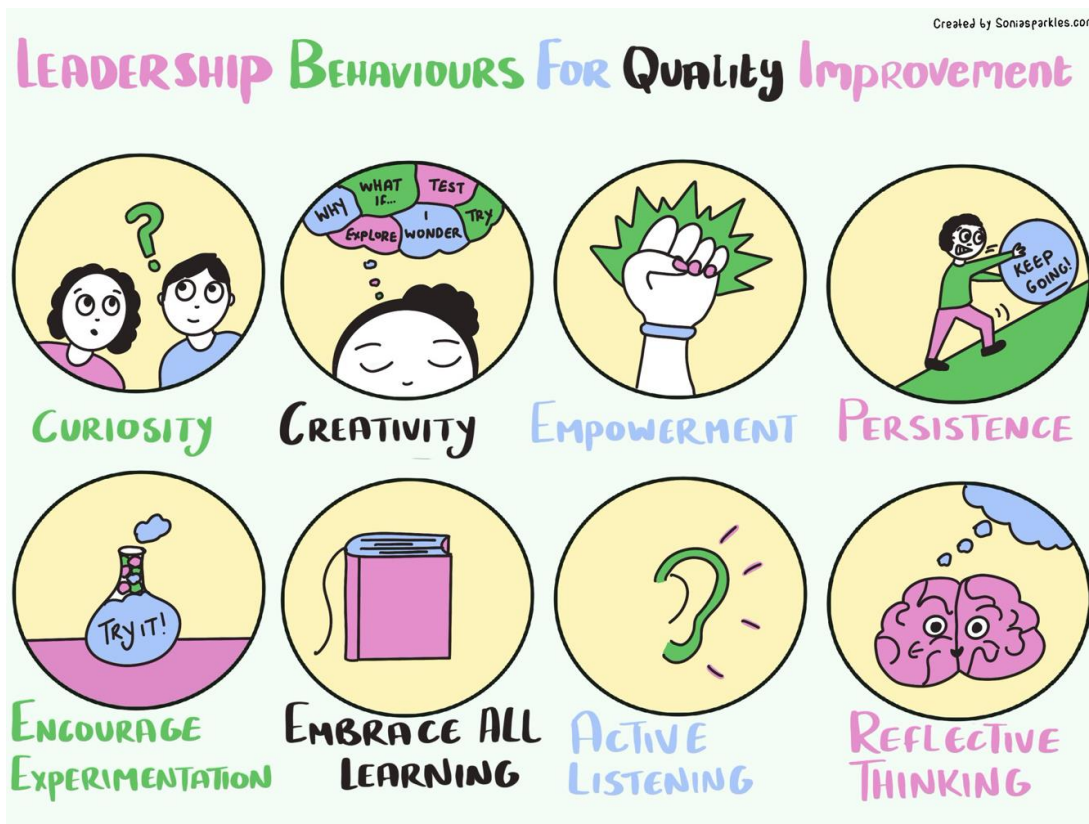 Created by Soniasparkles.com
LEADERSHIP BEHAVIOURS FOR QUALITY IMPROVEMENT
WHY
WHAT IF...
TEST
TRY
EXPLORE
I WONDER
KEEP GOING!
CURIOSITY
CREATIVITY
EMPOWERMENT
PERSISTENCE
TRY IT!
ENCOURAGE
EXPERIMENTATION
EMBRACE ALL
LEARNING
ACTIVE
LISTENING
REFLECTIVE
THINKING